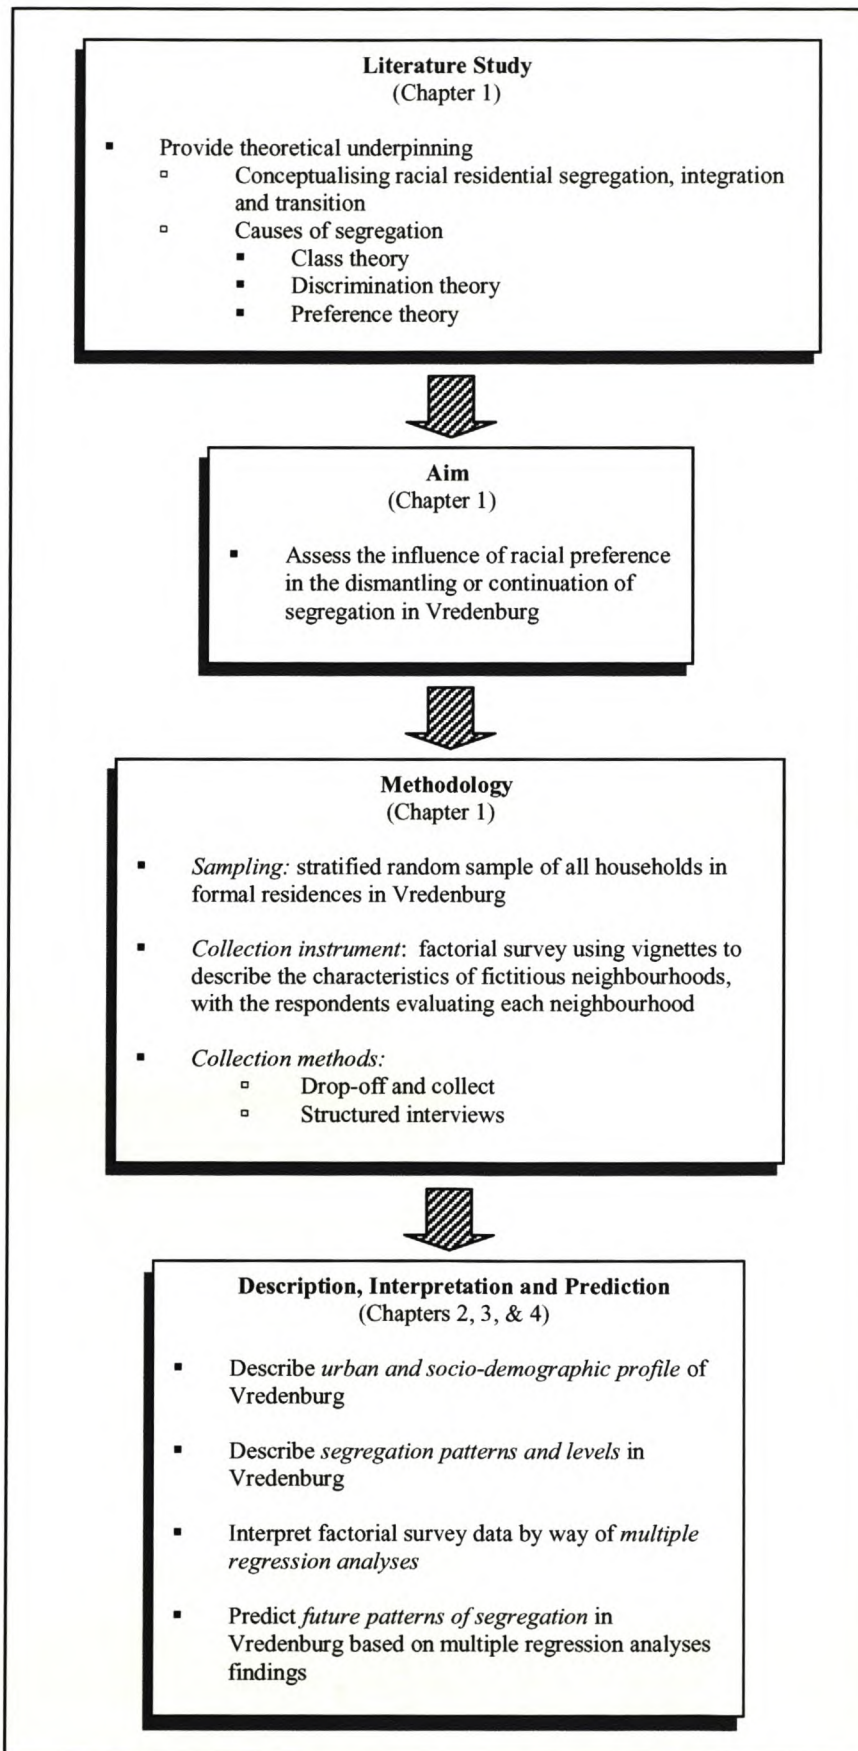 Literature Study
(Chapter 1)
▪ Provide theoretical underpinning
▫ Conceptualising racial residential segregation, integration
and transition
▫ Causes of segregation
▪ Class theory
▪ Discrimination theory
▪ Preference theory
Aim
(Chapter 1)
▪ Assess the influence of racial preference
in the dismantling or continuation of
segregation in Vredenburg
Methodology
(Chapter 1)
▪ Sampling: stratified random sample of all households in
formal residences in Vredenburg
▪ Collection instrument: factorial survey using vignettes to
describe the characteristics of fictitious neighbourhoods,
with the respondents evaluating each neighbourhood
▪ Collection methods:
▫ Drop-off and collect
▫ Structured interviews
Description, Interpretation and Prediction
(Chapters 2, 3, & 4)
▪ Describe urban and socio-demographic profile of
Vredenburg
▪ Describe segregation patterns and levels in
Vredenburg
▪ Interpret factorial survey data by way of multiple
regression analyses
▪ Predict future patterns of segregation in
Vredenburg based on multiple regression analyses
findings